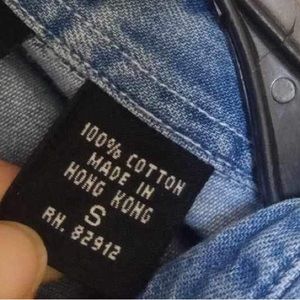 100% COTTON
MADE IN
HONG KONG
S
RN. 82912